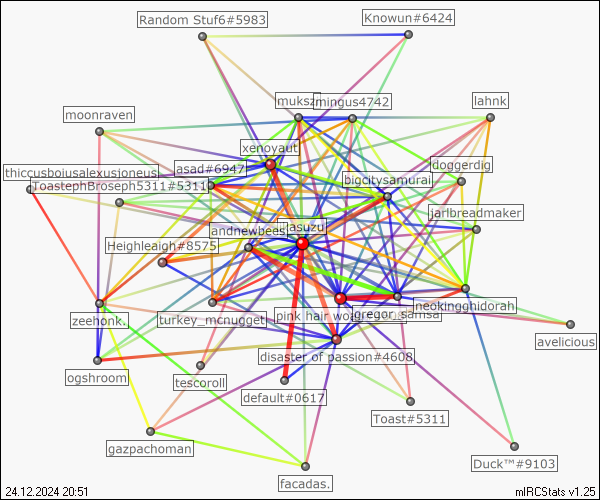 Random Stuf6#5983
Knowun#6424
muksz
mingus4742
lahnk
moonraven
xenoyaut
doggerdig
thiccusboiusalexusjoneus
asad#6947
bigcitysamurai
ToastephBroseph5311#5311
jarlbreadmaker
andnewbees
asuzu
Heighleaigh#8575
zeehonk.
turkey_mcnugget
pink hair wo
gregor_samsa
neokingghidorah
avelicious
disaster of passion#4608
ogshroom
tescoroll
default#0617
Toast#5311
gazpachoman
Duck™#9103
facadas.
24.12.2024 20:51
mIRCStats v1.25